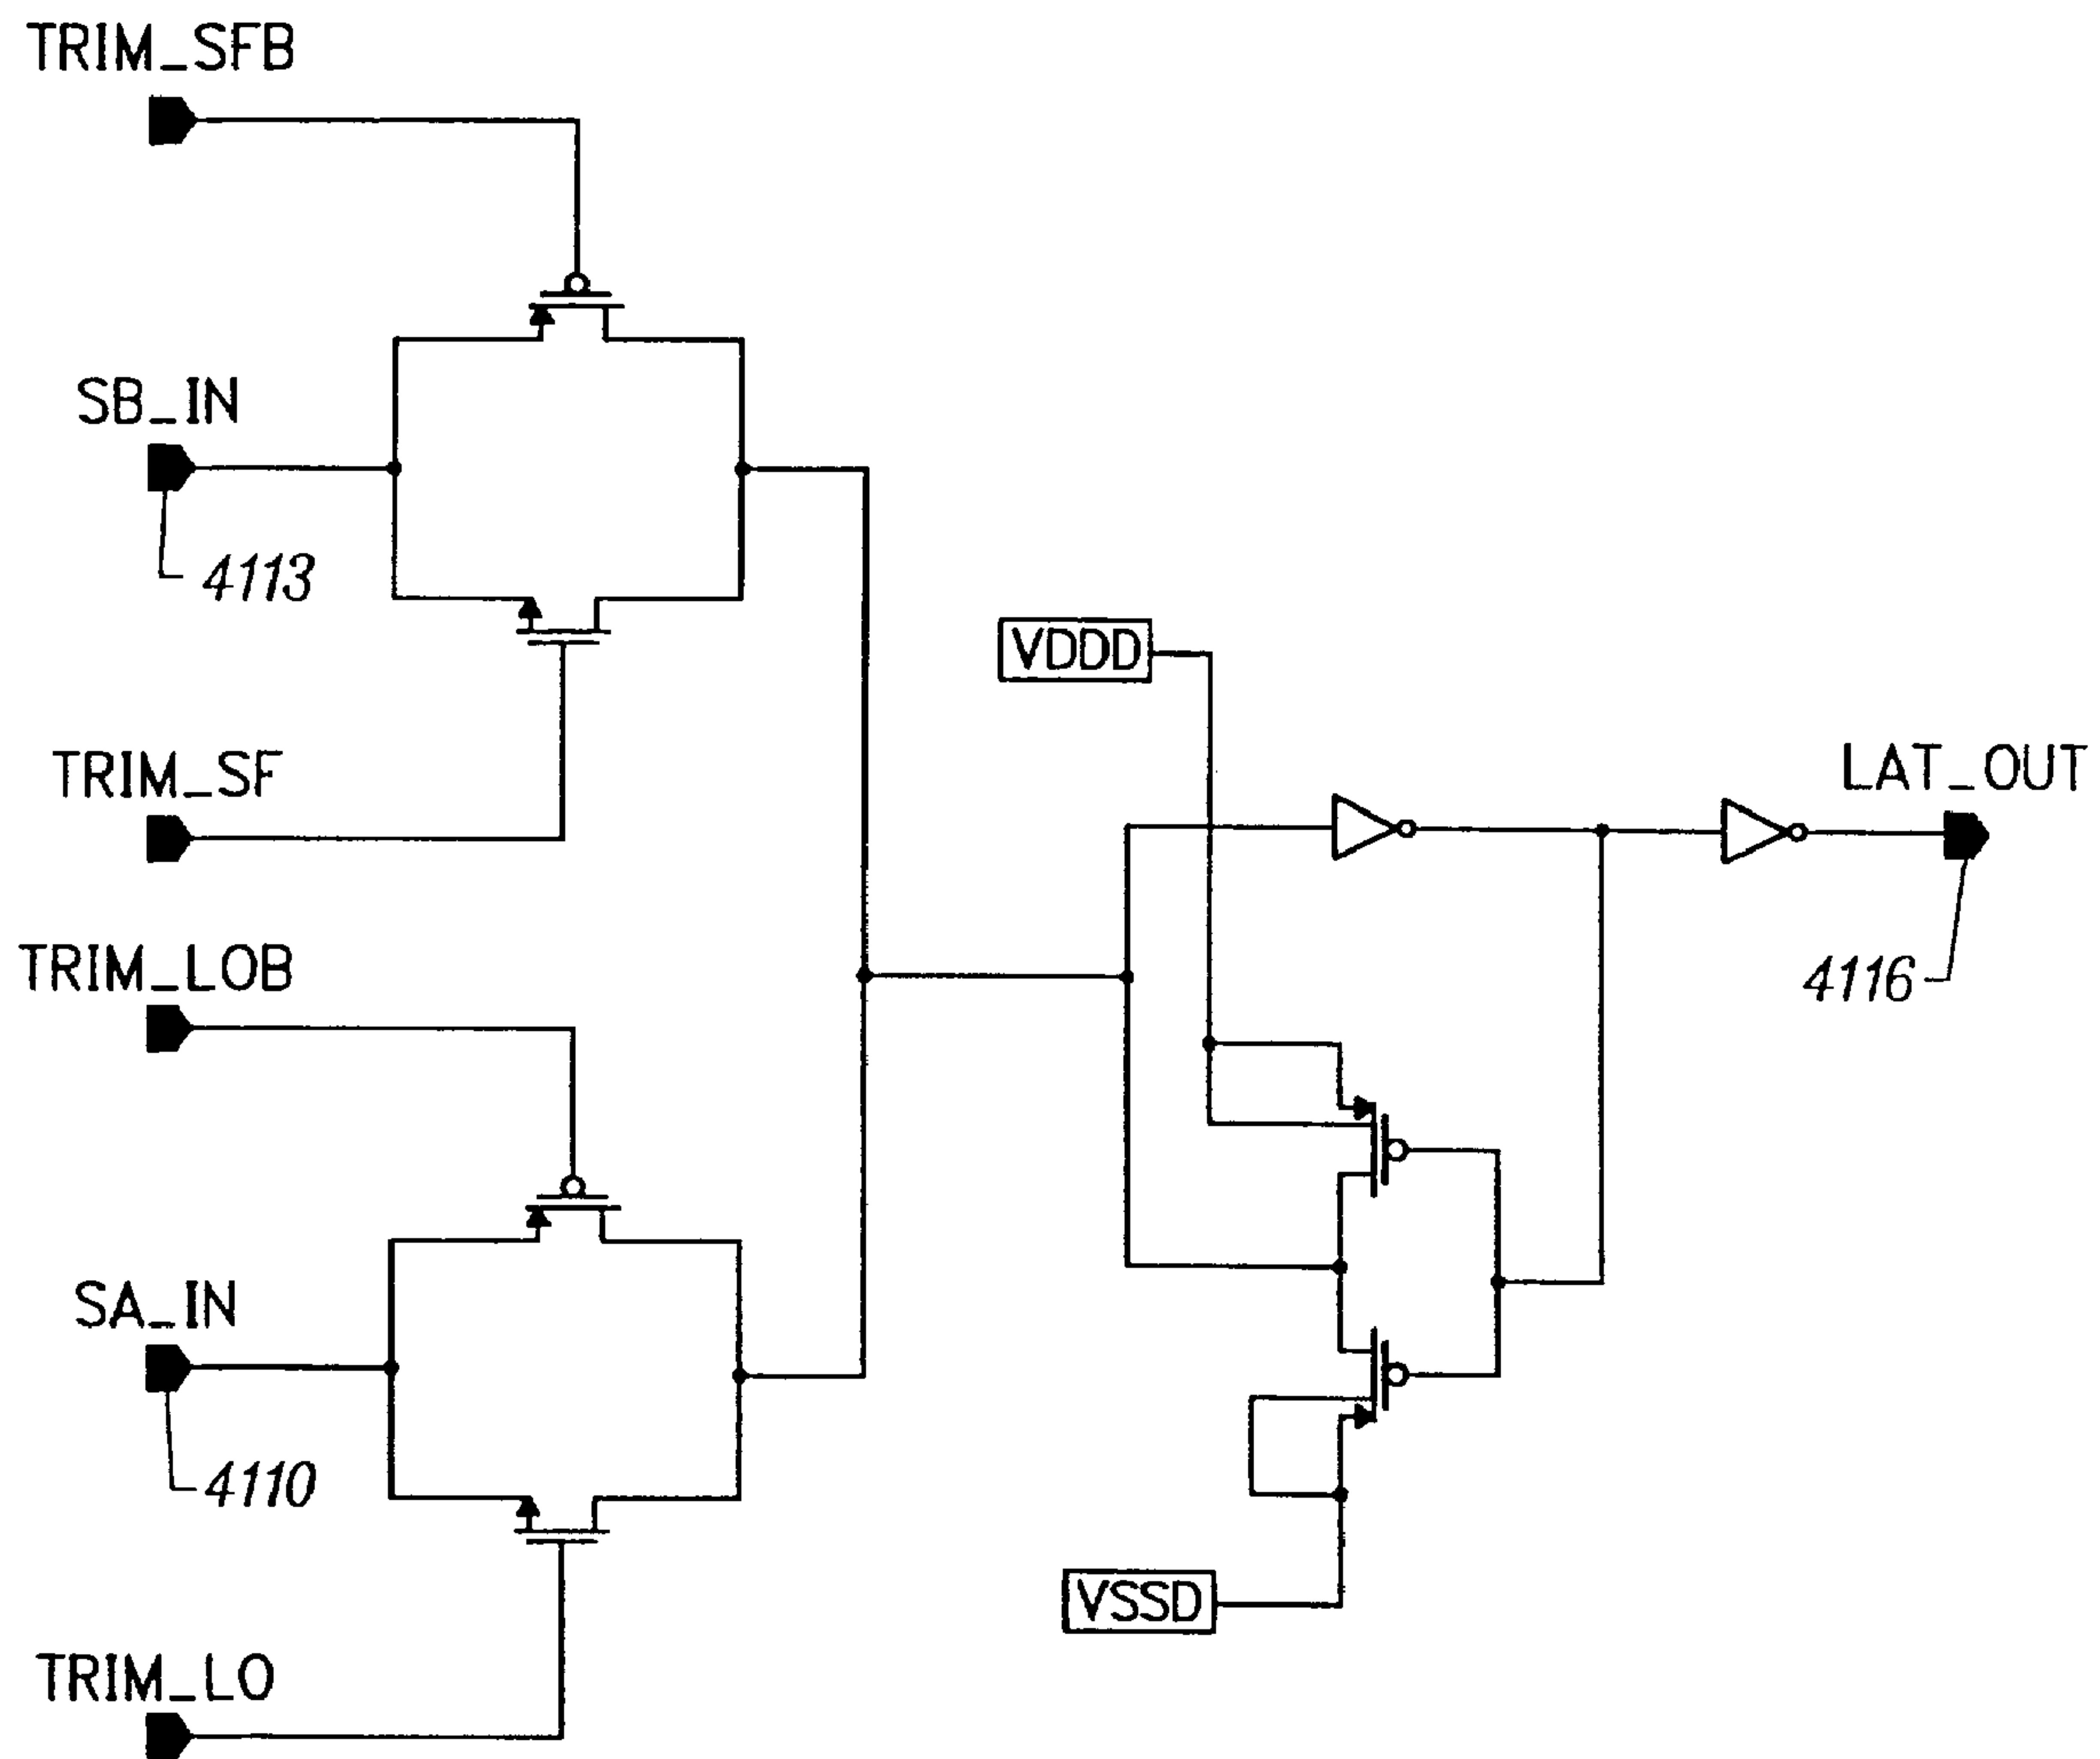 TRIM_SFB
SB_IN
4113
VDDD
TRIM_SF
LAT_OUT
TRIM_LOB
4116
SA_IN
4110
VSSD
TRIM_LO